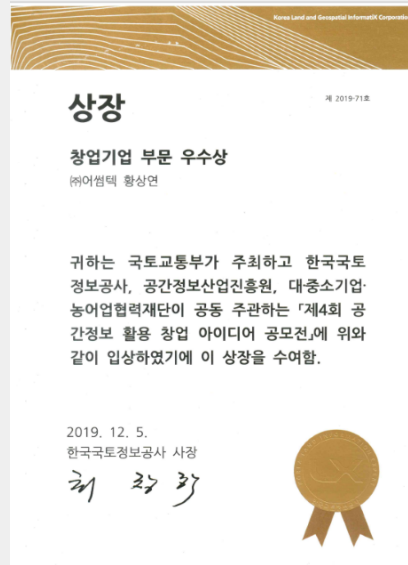 Korea Land and Geospatial InformatiX Corporation
상장
제 2019-71호
창업기업 부문 우수상
㈜어썸텍 황상연
귀하는 국토교통부가 주최하고 한국국토
정보공사, 공간정보산업진흥원, 대·중소기업·
농어업협력재단이 공동 주관하는 「제4회 공
간정보 활용 창업 아이디어 공모전」에 위와
같이 입상하였기에 이 상장을 수여함.
2019. 12. 5.
한국국토정보공사 사장
최 창 학
LX